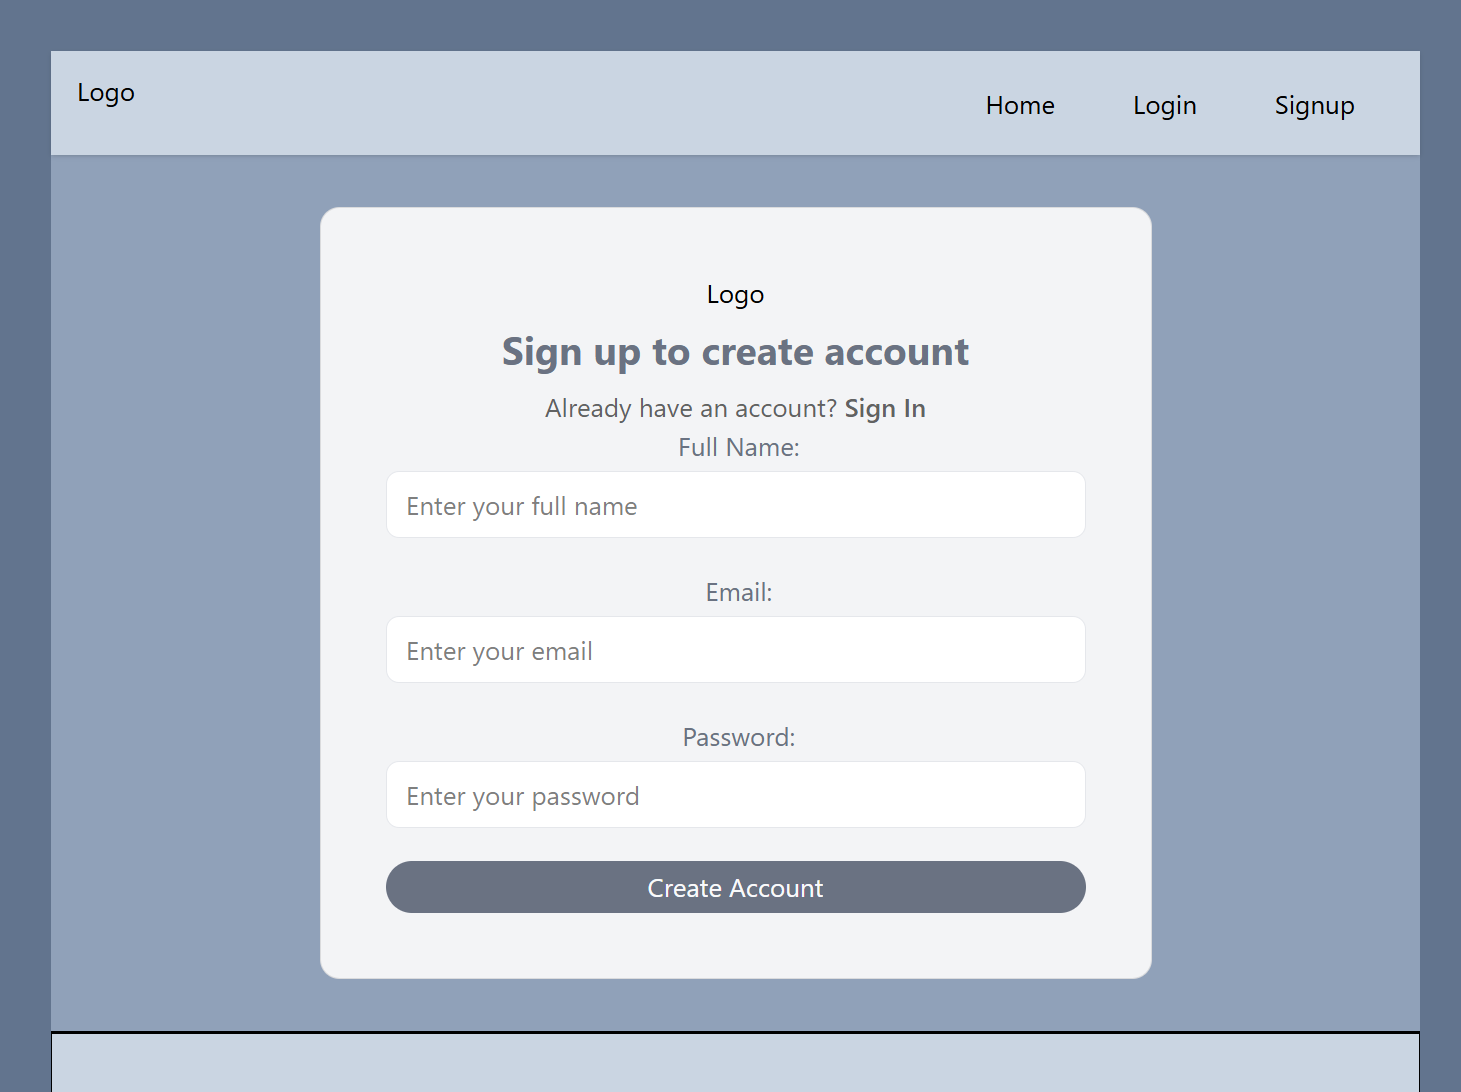 Logo
Home Login Signup
Logo
Sign up to create account
Already have an account? Sign In
Full Name:
Enter your full name
Email:
Enter your email
Password:
Enter your password
Create Account